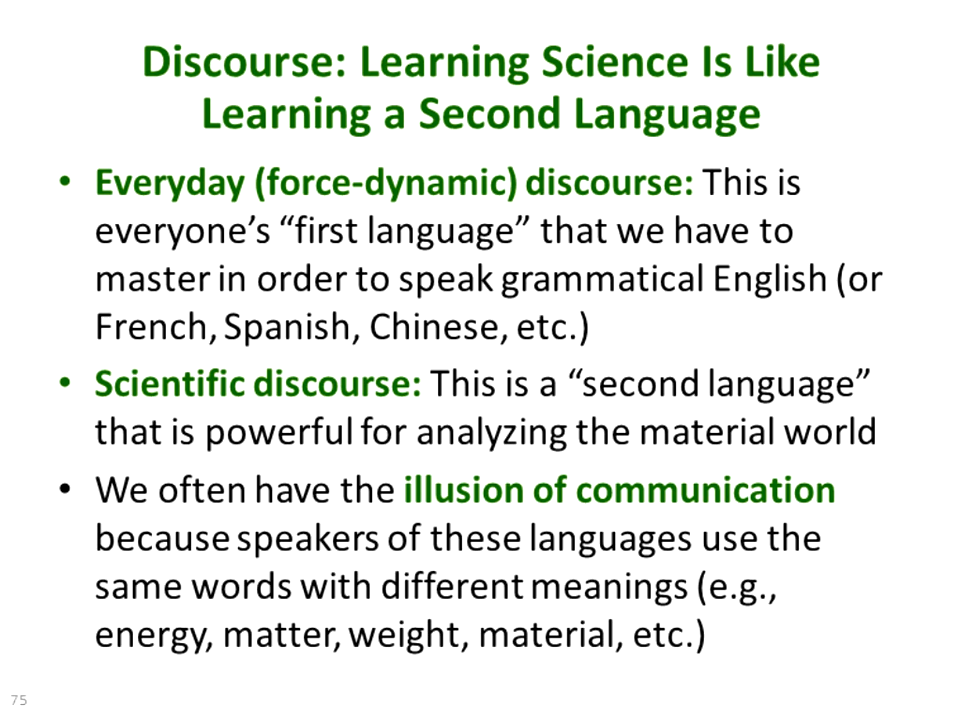 Discourse: Learning Science Is Like
Learning a Second Language
• Everyday (force-dynamic) discourse: This is
everyone’s “first language” that we have to
master in order to speak grammatical English (or
French, Spanish, Chinese, etc.)
• Scientific discourse: This is a “second language”
that is powerful for analyzing the material world
• We often have the illusion of communication
because speakers of these languages use the
same words with different meanings (e.g.,
energy, matter, weight, material, etc.)
75